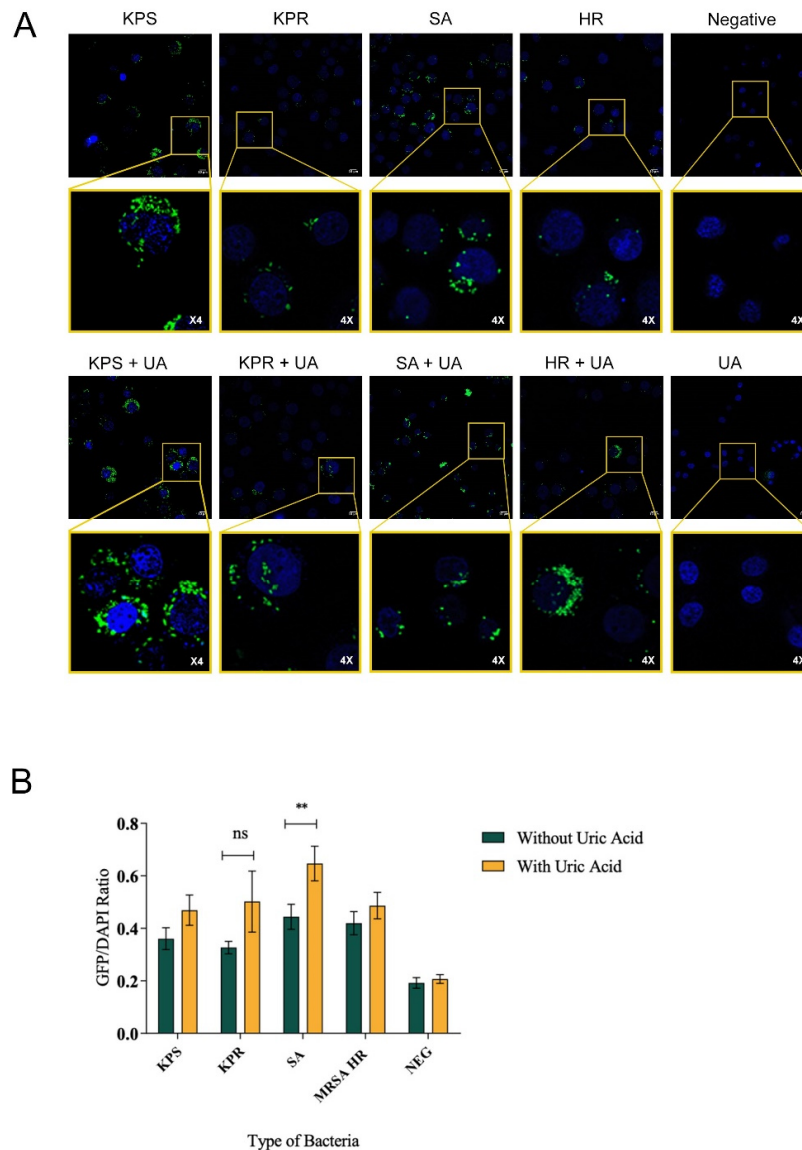 A
KPS KPR SA HR Negative
X4 4X 4X 4X 4X
KPS + UA KPR + UA SA + UA HR + UA UA
X4 4X 4X 4X 4X
B
GFP/DAPI Ratio
0.8
0.6
0.4
0.2
0.0
ns
**
Without Uric Acid
With Uric Acid
KPS KPR SA MRSA HR NEG
Type of Bacteria